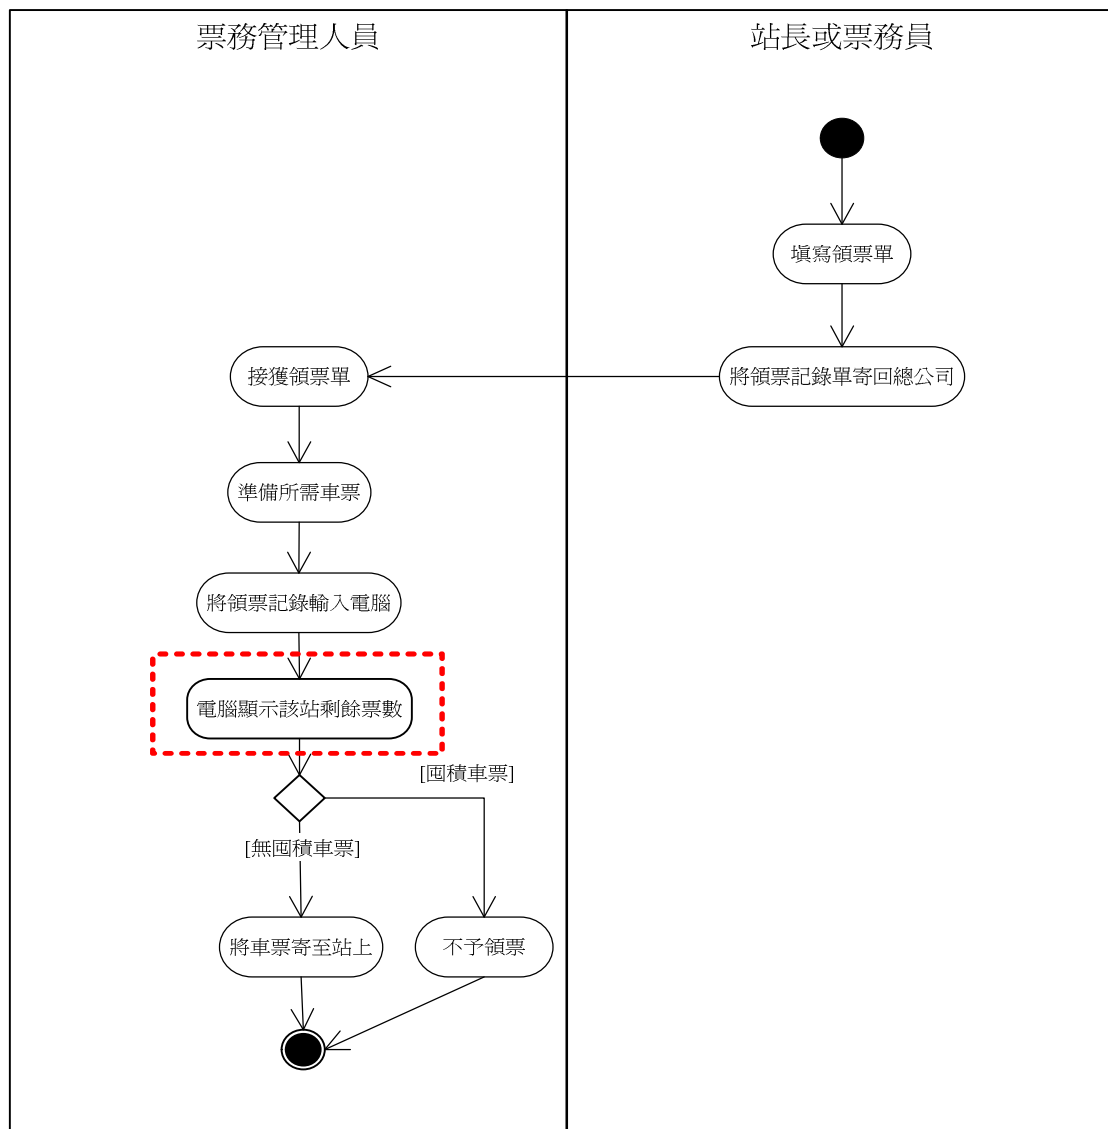 票務管理人員
站長或票務員
填寫領票單
將領票記錄單寄回總公司
接獲領票單
準備所需車票
將領票記錄輸入電腦
電腦顯示該站剩餘票數
[囤積車票]
[無囤積車票]
將車票寄至站上
不予領票